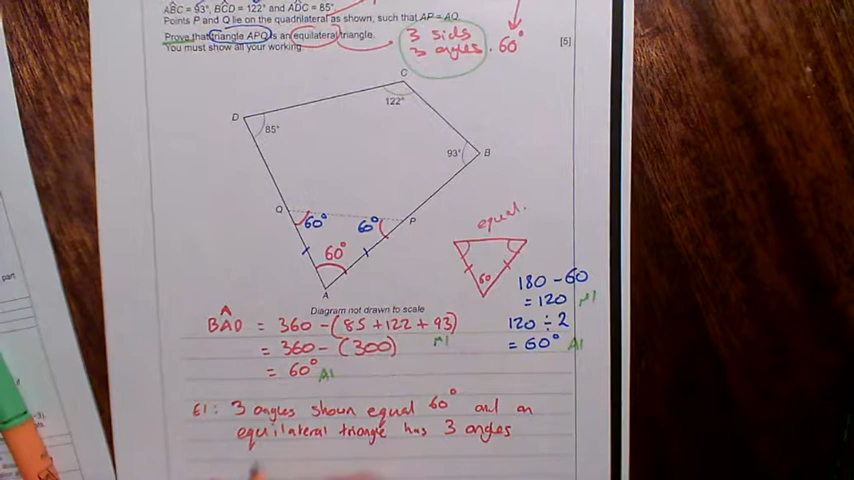 ABC = 93°, BCD = 122° and ADC = 85°.
Points P and Q lie on the quadrilateral as shown, such that AP = AQ.
Prove that triangle APQ is an equilateral triangle.
You must show all your working.
[5]
3 sides
3 angles . 60°
C
122°
D
85°
93°
B
Q
60°
60°
P
60°
A
equal.
60
Diagram not drawn to scale
180 - 60
= 120 M1
120 ÷ 2
= 60° A1
BÂD = 360 - (85 + 122 + 93)
= 360 - (300) M1
= 60° A1
E1: 3 angles shown equal 60° and an
equilateral triangle has 3 angles
part